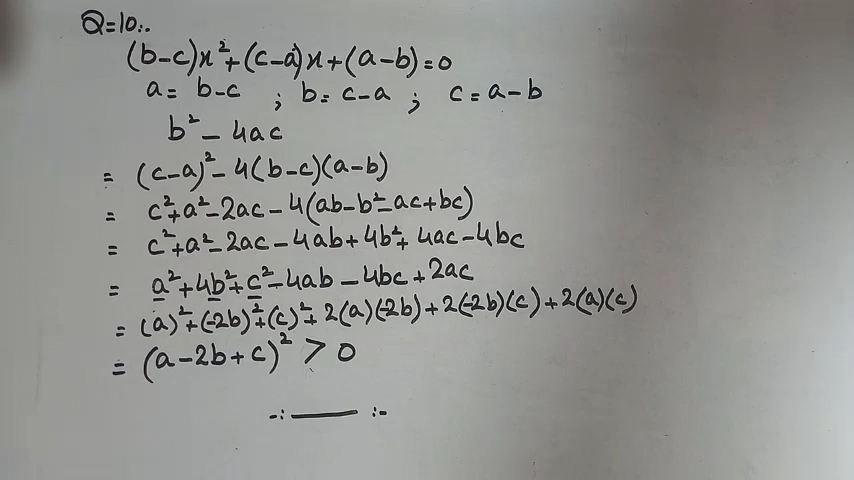 Q=10:.
(b-c)x²+(c-a)x+(a-b)=0
a= b-c ; b= c-a ; c= a-b
b²-4ac
= (c-a)²-4(b-c)(a-b)
= c²+a²-2ac-4(ab-b²-ac+bc)
= c²+a²-2ac-4ab+4b²+4ac-4bc
= a²+4b²+c²-4ab-4bc+2ac
= (a)²+(-2b)²+(c)²+2(a)(-2b)+2(-2b)(c)+2(a)(c)
= (a-2b+c)² > 0
-: — :-